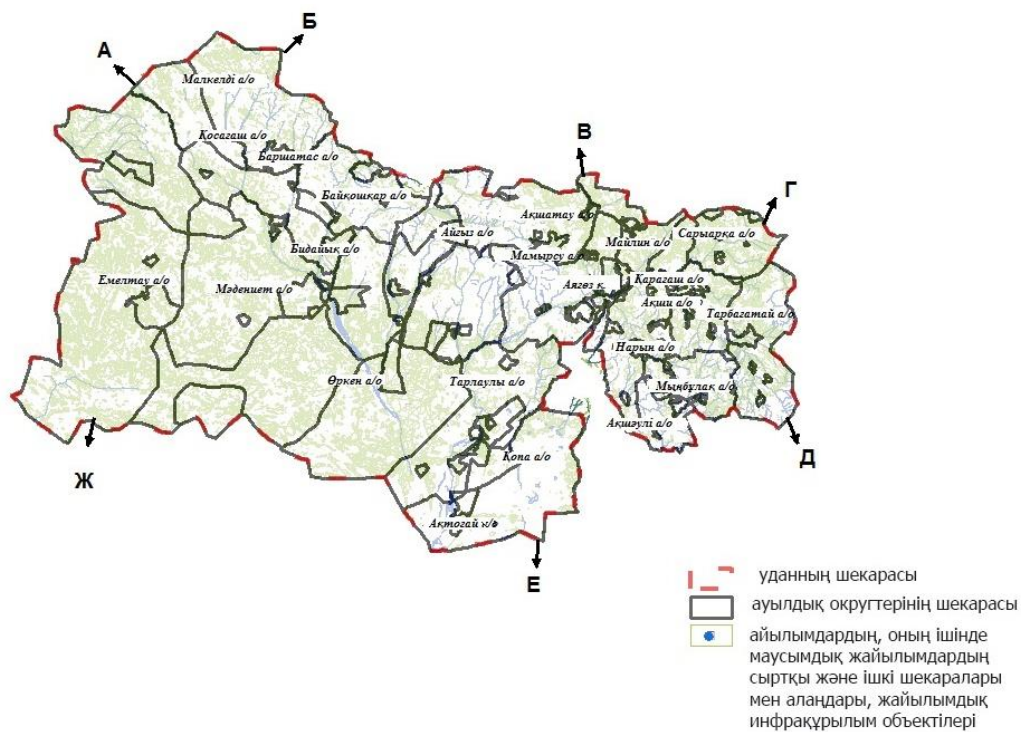 А
Б
Малкелді а/о
Қосағаш а/о
Баршатас а/о
Байқошқар а/о
В
Г
Ақшатау а/о
Айғыз а/о
Майлин а/о
Сарыарқа а/о
Бидайық а/о
Мамырсу а/о
Емелтау а/о
Мәдениет а/о
Аягөз қ.
Қарағаш а/о
Ақши а/о
Тарбағатай а/о
Нарын а/о
Өркен а/о
Тарлаулы а/о
Мыңбұлақ а/о
Ақшәулі а/о
Ж
Қопа а/о
Д
Ақтоғай к/о
Е
уданның шекарасы
ауылдық округтерінің шекарасы
айылымдардың, оның ішінде
маусымдық жайылымдардың
сыртқы және ішкі шекаралары
мен алаңдары, жайылымдық
инфрақұрылым объектілері